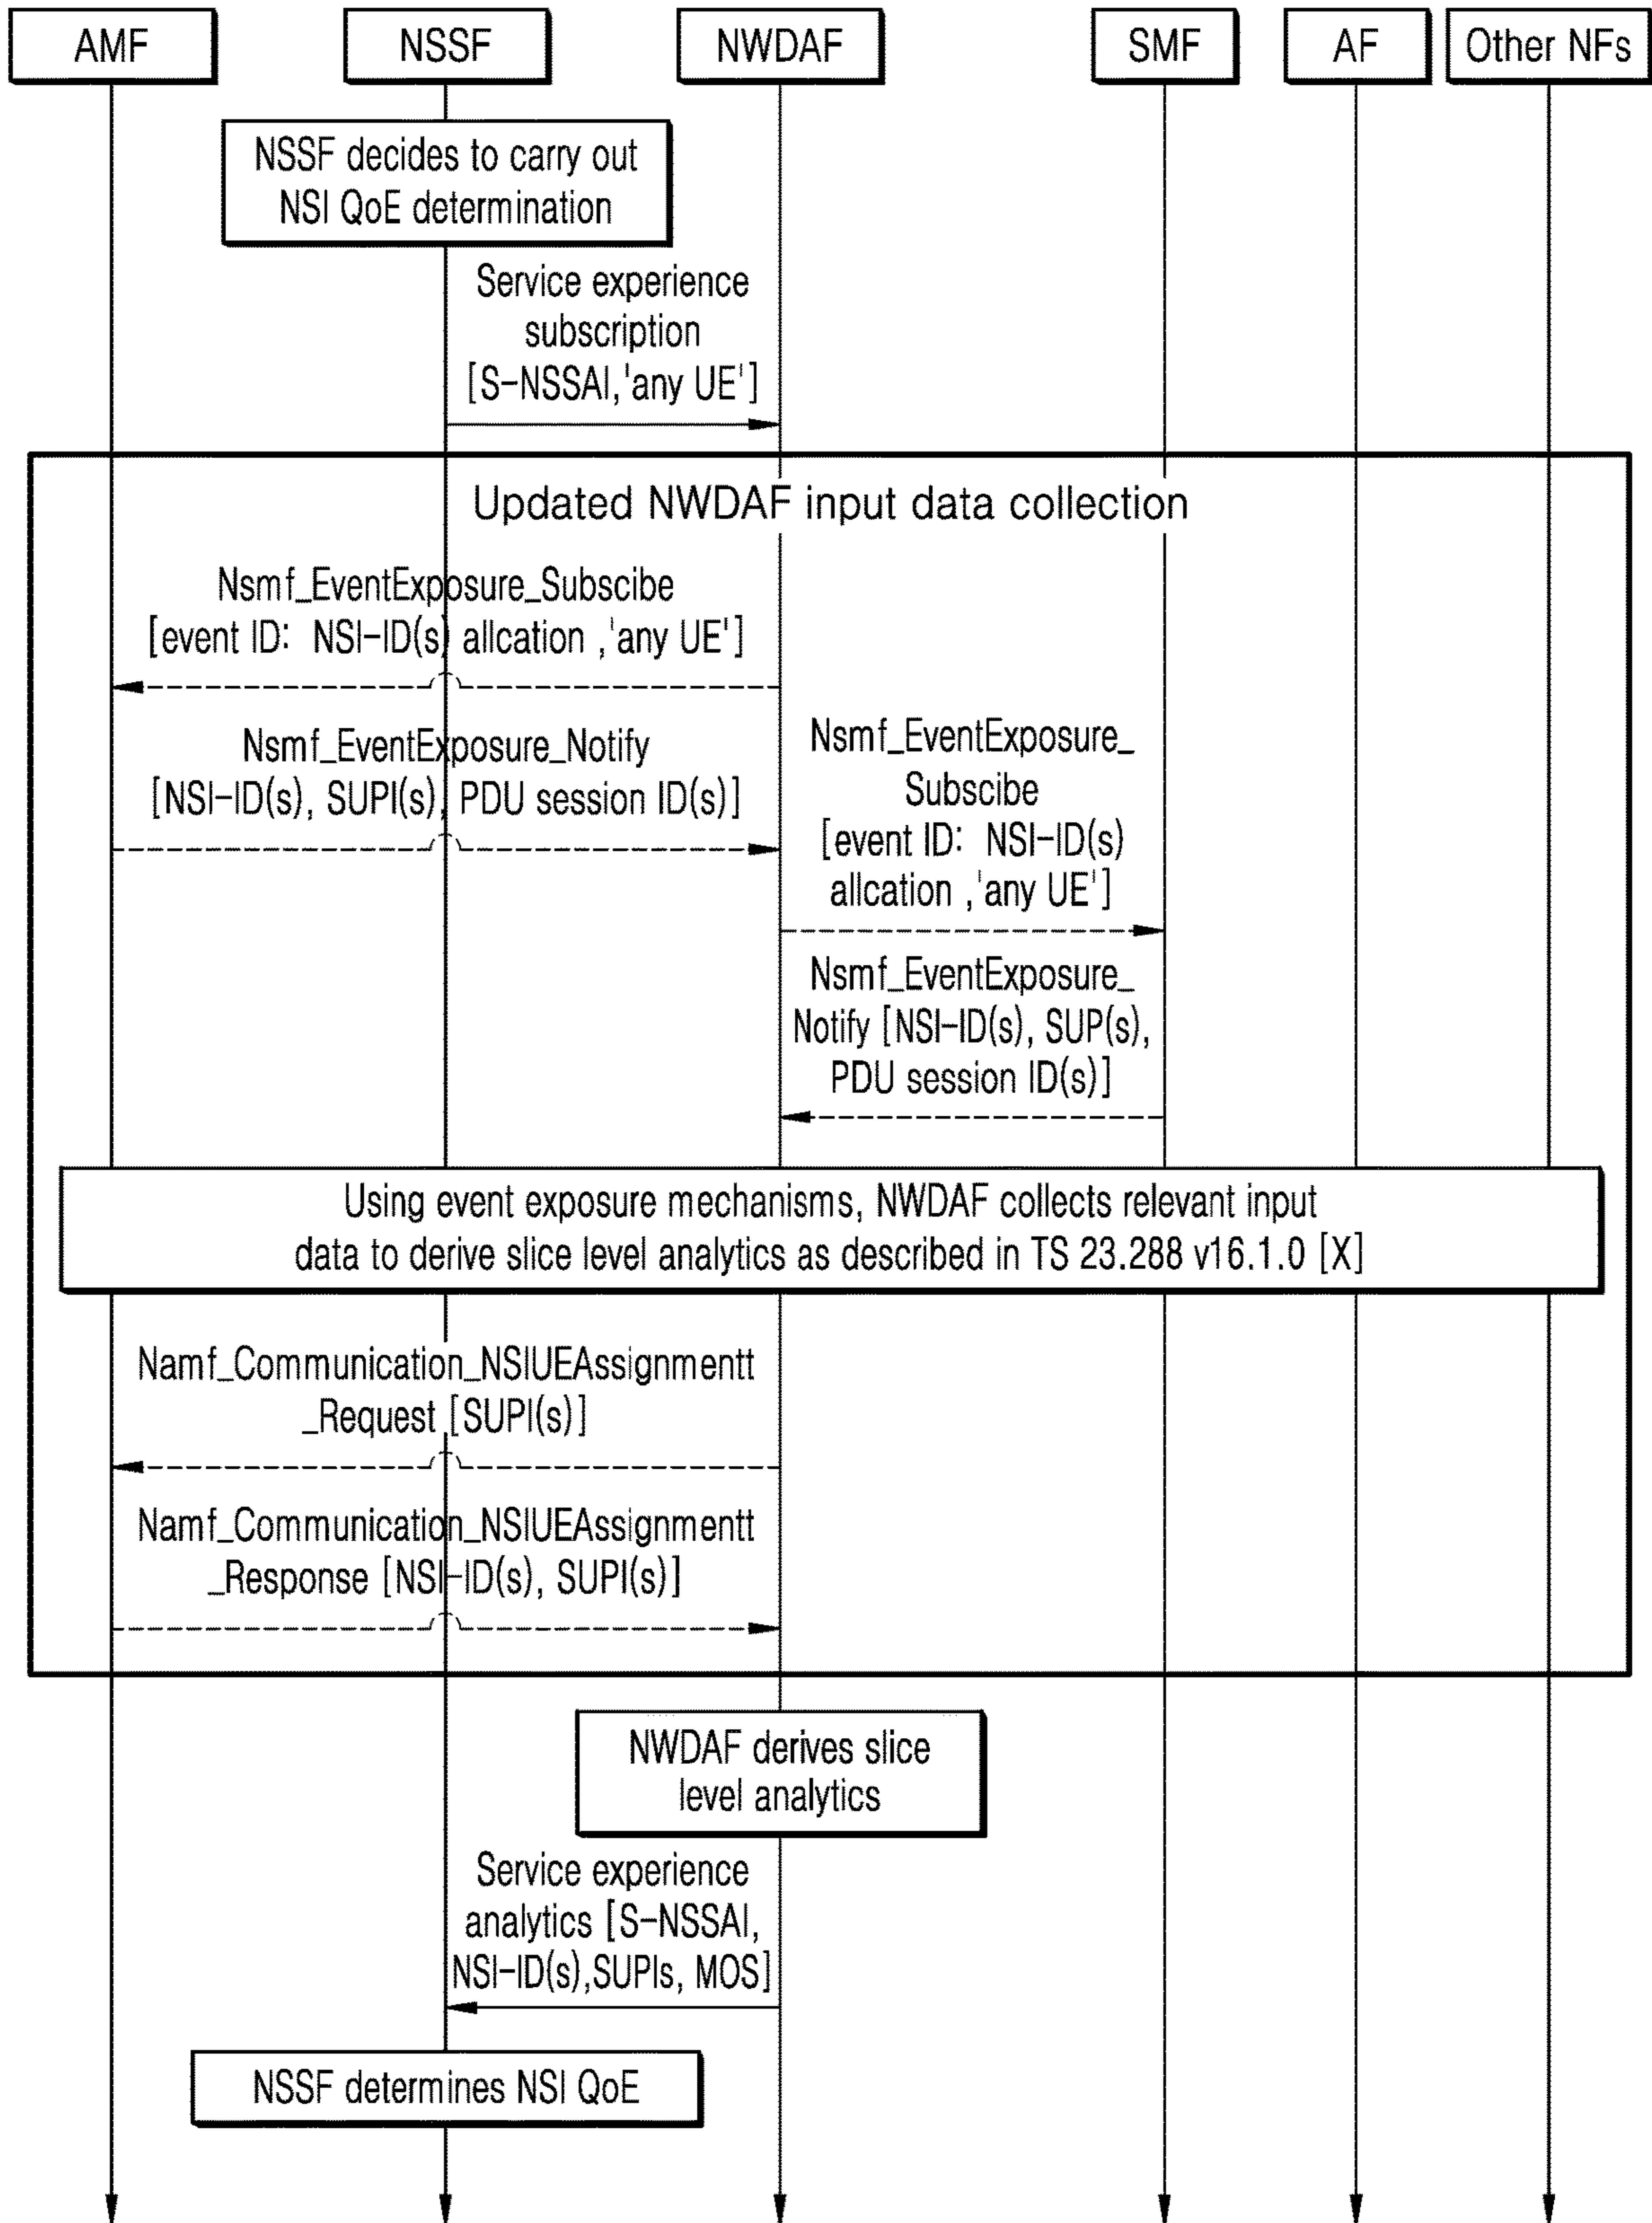 AMF
NSSF
NWDAF
SMF
AF
Other NFs
NSSF decides to carry out
NSI QoE determination
Service experience
subscription
[S-NSSAI,'any UE']
Updated NWDAF input data collection
Nsmf_EventExposure_Subscibe
[event ID: NSI-ID(s) allcation ,'any UE']
Nsmf_EventExposure_Notify
[NSI-ID(s), SUPI(s), PDU session ID(s)]
Nsmf_EventExposure_
Subscibe
[event ID: NSI-ID(s)
allcation ,'any UE']
Nsmf_EventExposure_
Notify [NSI-ID(s), SUP(s),
PDU session ID(s)]
Using event exposure mechanisms, NWDAF collects relevant input
data to derive slice level analytics as described in TS 23.288 v16.1.0 [X]
Namf_Communication_NSIUEAssignmentt
_Request [SUPI(s)]
Namf_Communication_NSIUEAssignmentt
_Response [NSI-ID(s), SUPI(s)]
NWDAF derives slice
level analytics
Service experience
analytics [S-NSSAI,
NSI-ID(s),SUPIs, MOS]
NSSF determines NSI QoE